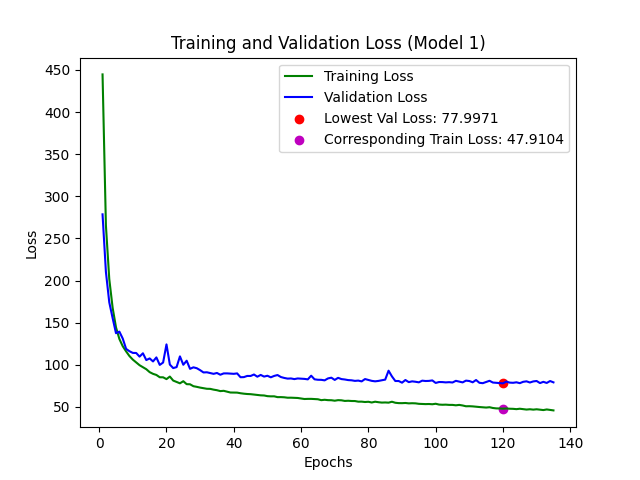 Training and Validation Loss (Model 1)
Training Loss
Validation Loss
Lowest Val Loss: 77.9971
Corresponding Train Loss: 47.9104
450
400
350
300
250
200
150
100
50
Loss
0 20 40 60 80 100 120 140
Epochs